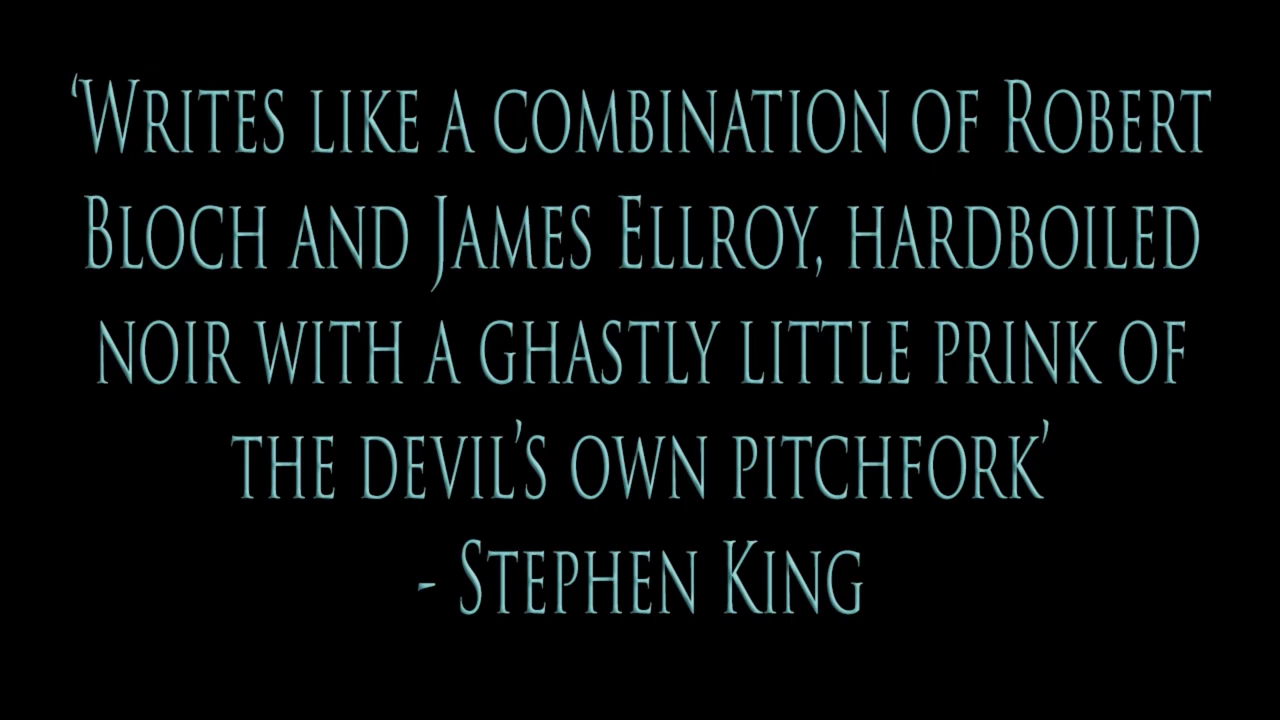 ‘Writes like a combination of Robert
Bloch and James Ellroy, hardboiled
noir with a ghastly little prink of
the devil’s own pitchfork’
- Stephen King